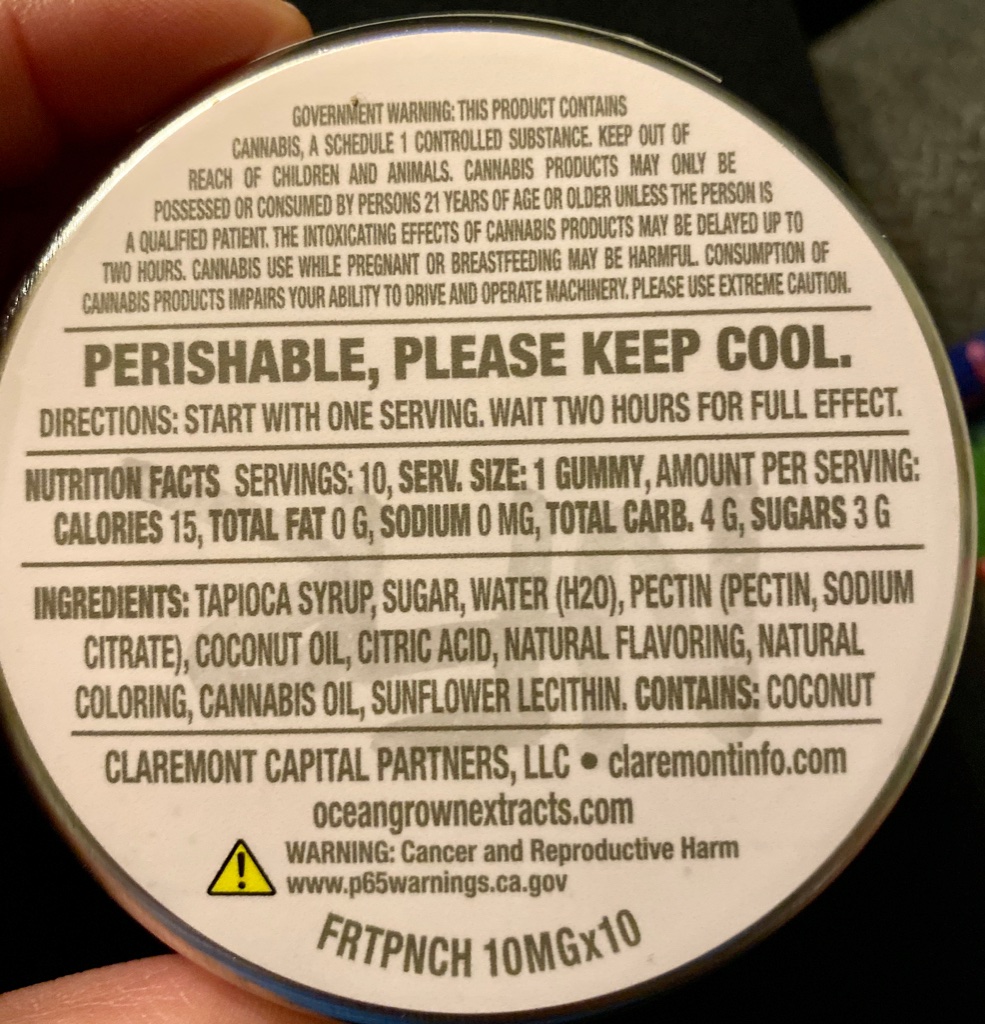 GOVERNMENT WARNING: THIS PRODUCT CONTAINS
CANNABIS, A SCHEDULE 1 CONTROLLED SUBSTANCE. KEEP OUT OF
REACH OF CHILDREN AND ANIMALS. CANNABIS PRODUCTS MAY ONLY BE
POSSESSED OR CONSUMED BY PERSONS 21 YEARS OF AGE OR OLDER UNLESS THE PERSON IS
A QUALIFIED PATIENT. THE INTOXICATING EFFECTS OF CANNABIS PRODUCTS MAY BE DELAYED UP TO
TWO HOURS. CANNABIS USE WHILE PREGNANT OR BREASTFEEDING MAY BE HARMFUL. CONSUMPTION OF
CANNABIS PRODUCTS IMPAIRS YOUR ABILITY TO DRIVE AND OPERATE MACHINERY. PLEASE USE EXTREME CAUTION.
PERISHABLE, PLEASE KEEP COOL.
DIRECTIONS: START WITH ONE SERVING. WAIT TWO HOURS FOR FULL EFFECT.
NUTRITION FACTS SERVINGS: 10, SERV. SIZE: 1 GUMMY, AMOUNT PER SERVING:
CALORIES 15, TOTAL FAT 0 G, SODIUM 0 MG, TOTAL CARB. 4 G, SUGARS 3 G
INGREDIENTS: TAPIOCA SYRUP, SUGAR, WATER (H2O), PECTIN (PECTIN, SODIUM
CITRATE), COCONUT OIL, CITRIC ACID, NATURAL FLAVORING, NATURAL
COLORING, CANNABIS OIL, SUNFLOWER LECITHIN. CONTAINS: COCONUT
CLAREMONT CAPITAL PARTNERS, LLC • claremontinfo.com
oceangrownextracts.com
WARNING: Cancer and Reproductive Harm
www.p65warnings.ca.gov
FRTPNCH 10MGx10